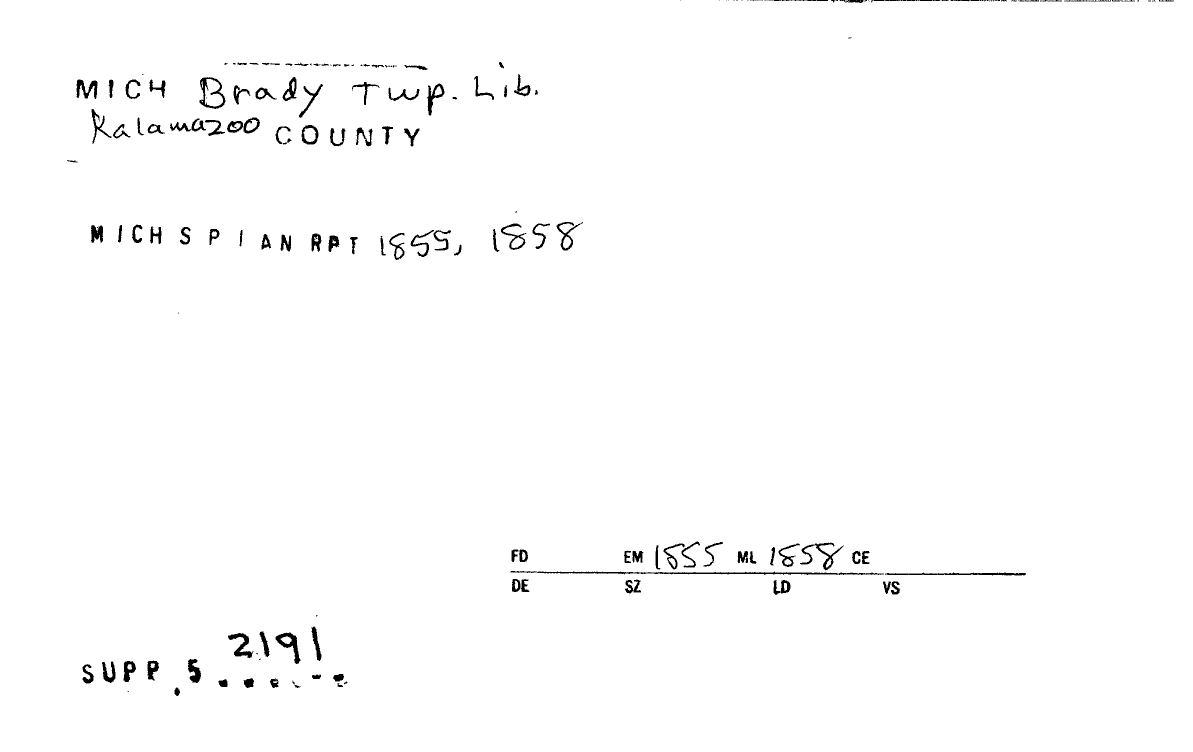 MICH Brady Twp. Lib.
Kalamazoo COUNTY
MICH S P I AN RPT 1855, 1858
FD EM 1855 ML 1858 CE
DE SZ LD VS
2191
SUPP. 5